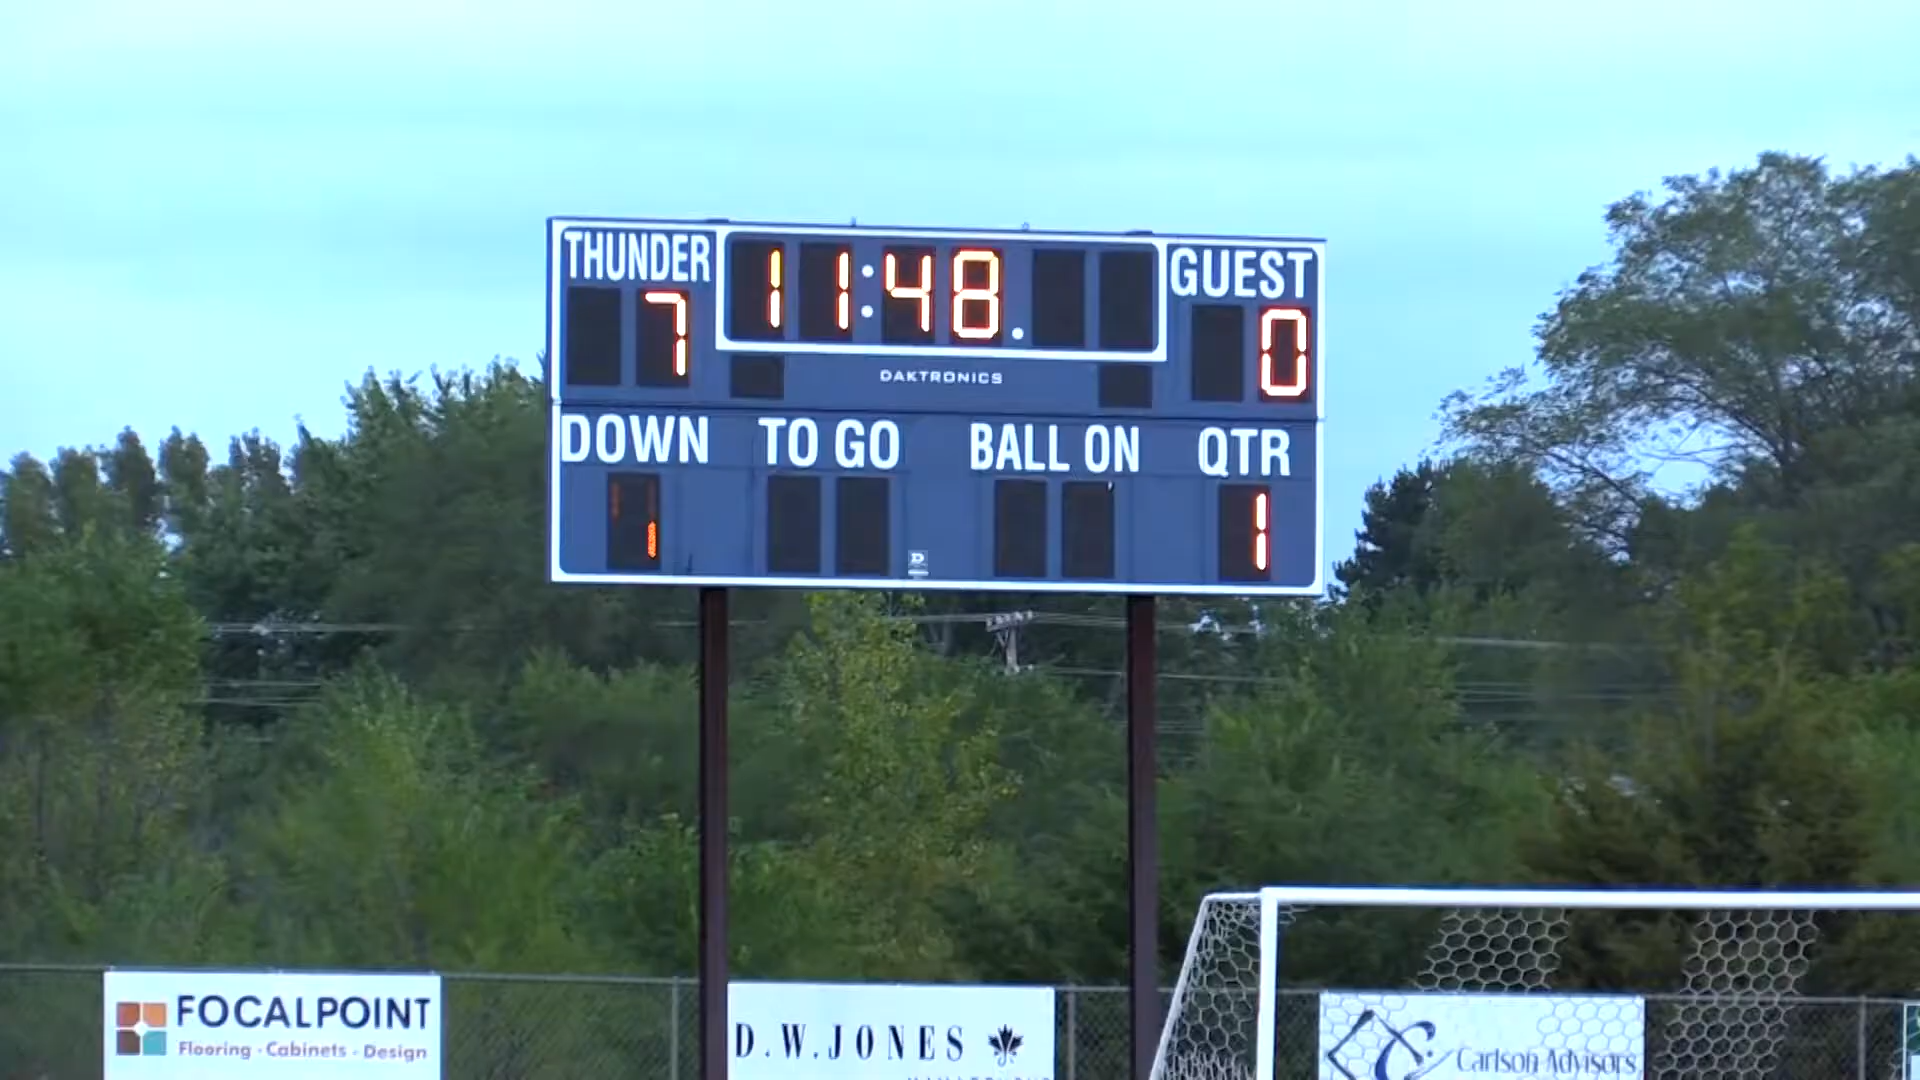 THUNDER 11:48. GUEST
7 0
DAKTRONICS
DOWN TO GO BALL ON QTR
1 1
FOCALPOINT
Flooring - Cabinets - Design
D.W.JONES
Carlson Advisors